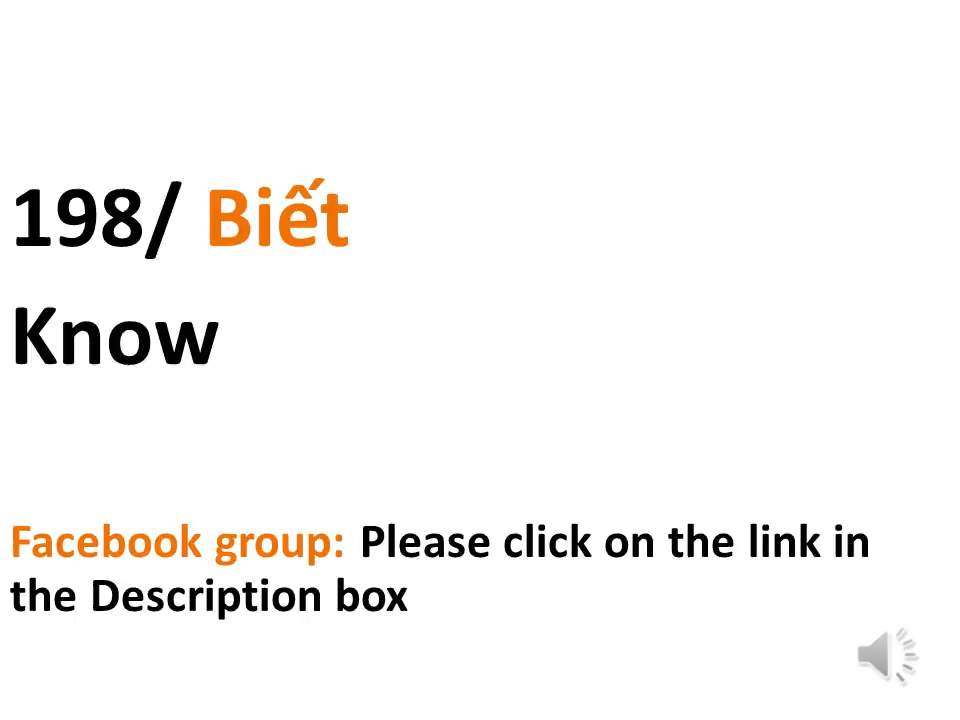 198/ Biết
Know
Facebook group: Please click on the link in
the Description box